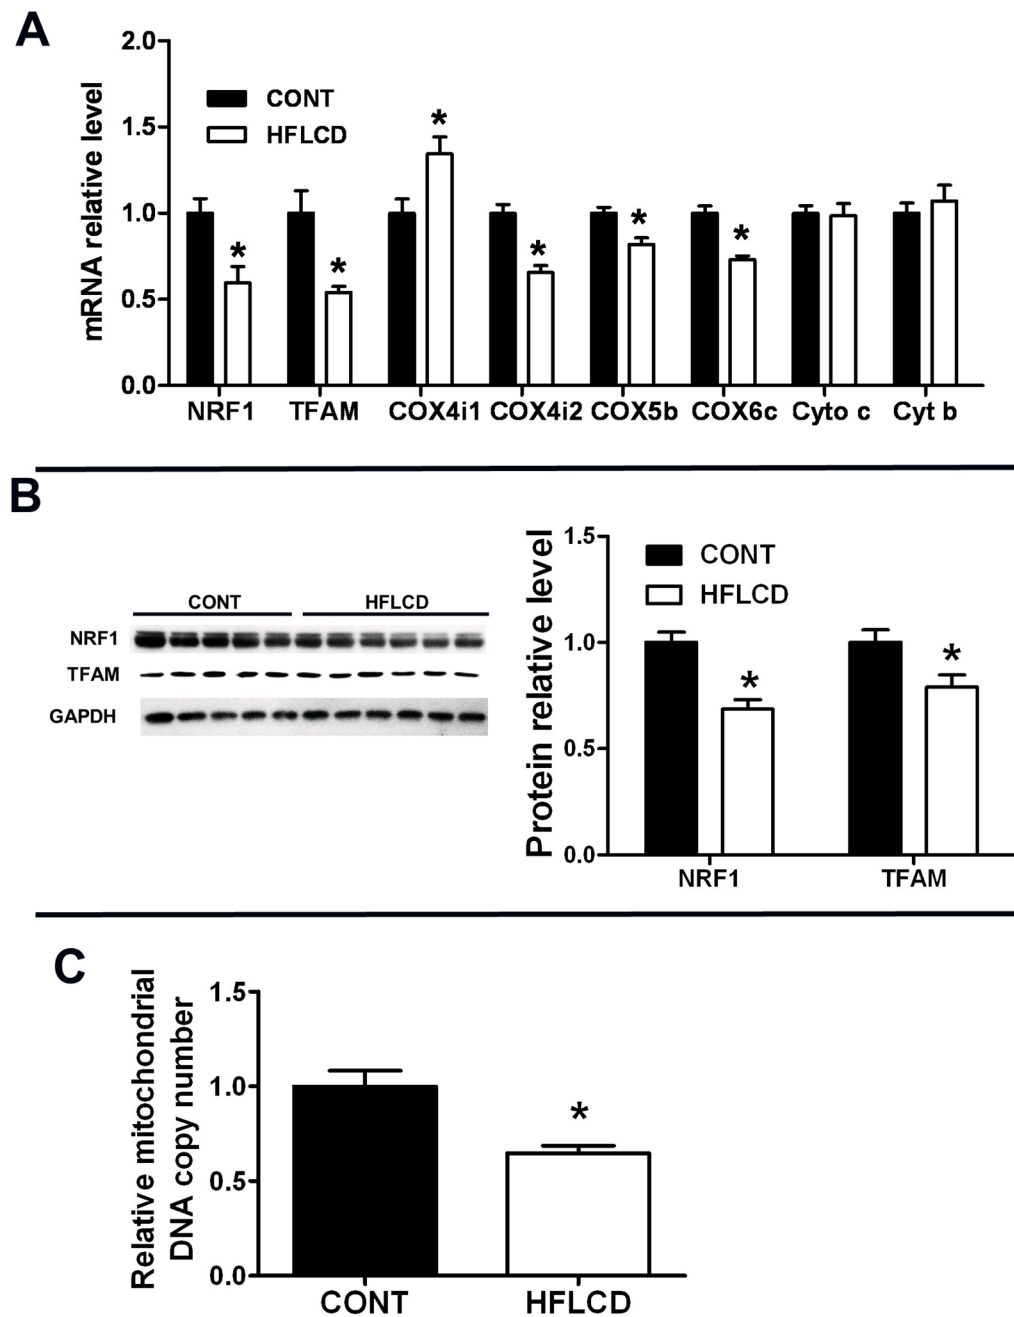 A
mRNA relative level
2.0
1.5
1.0
0.5
0.0
CONT
HFLCD
*
*
*
*
*
*
NRF1 TFAM COX4i1 COX4i2 COX5b COX6c Cyto c Cyt b
B
CONT HFLCD
NRF1
TFAM
GAPDH
Protein relative level
1.5
1.0
0.5
0.0
CONT
HFLCD
*
*
NRF1 TFAM
C
Relative mitochondrial
DNA copy number
1.5
1.0
0.5
0.0
*
CONT HFLCD